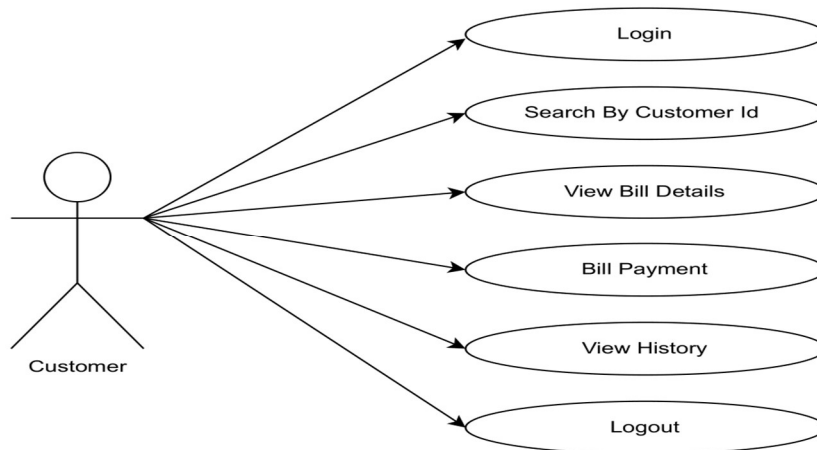 Login
Search By Customer Id
View Bill Details
Bill Payment
View History
Customer
Logout